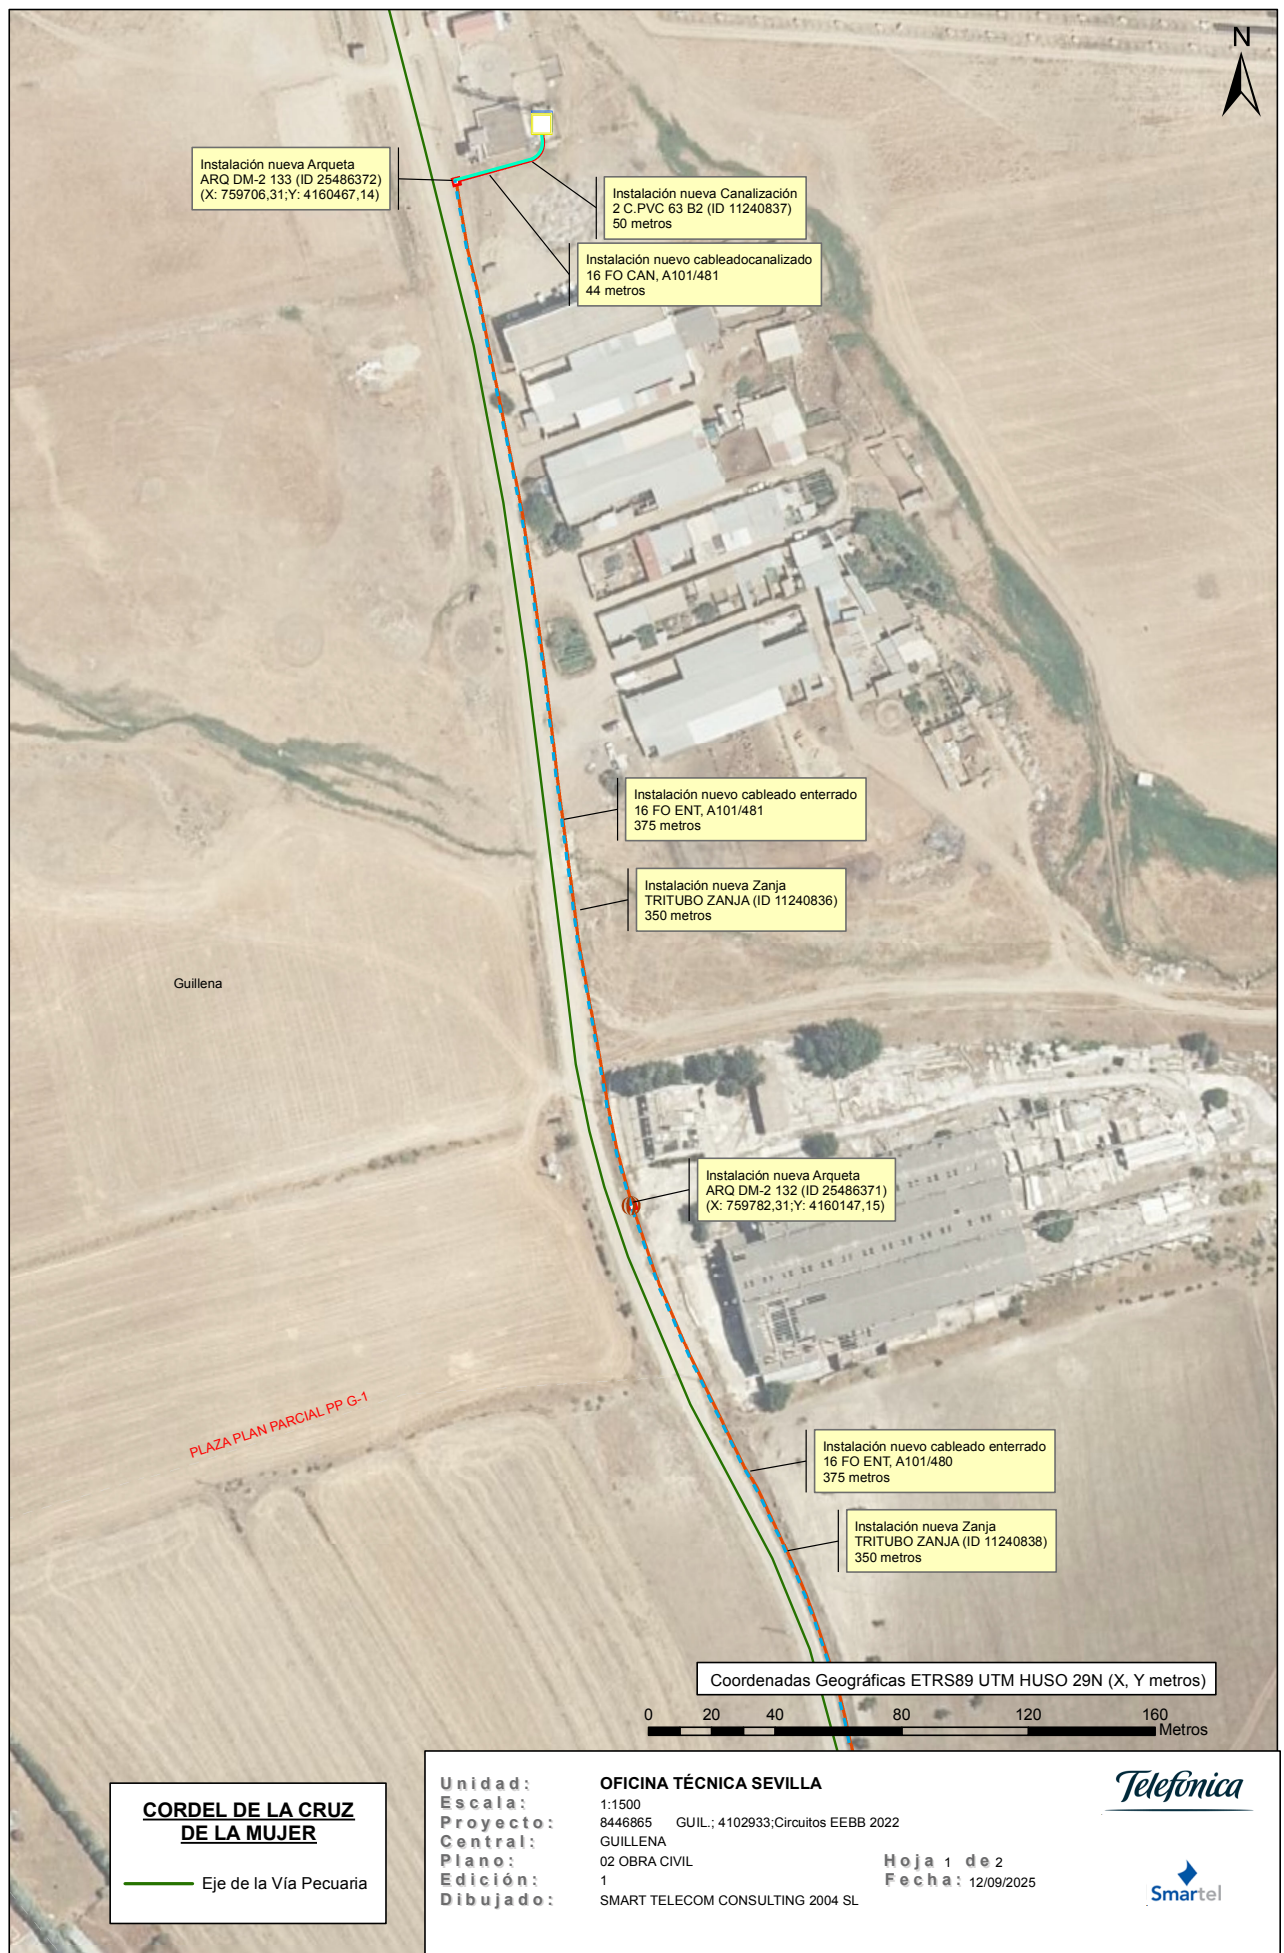 N
Instalación nueva Arqueta
ARQ DM-2 133 (ID 25486372)
(X: 759706,31;Y: 4160467,14)
Instalación nueva Canalización
2 C.PVC 63 B2 (ID 11240837)
50 metros
Instalación nuevo cableadocanalizado
16 FO CAN, A101/481
44 metros
Instalación nuevo cableado enterrado
16 FO ENT, A101/481
375 metros
Instalación nueva Zanja
TRITUBO ZANJA (ID 11240836)
350 metros
Guillena
Instalación nueva Arqueta
ARQ DM-2 132 (ID 25486371)
(X: 759782,31;Y: 4160147,15)
PLAZA PLAN PARCIAL PP G-1
Instalación nuevo cableado enterrado
16 FO ENT, A101/480
375 metros
Instalación nueva Zanja
TRITUBO ZANJA (ID 11240838)
350 metros
Coordenadas Geográficas ETRS89 UTM HUSO 29N (X, Y metros)
0 20 40 80 120 160
Metros
CORDEL DE LA CRUZ
DE LA MUJER
Eje de la Vía Pecuaria
Unidad: OFICINA TÉCNICA SEVILLA
Escala: 1:1500
Proyecto: 8446865 GUIL.; 4102933;Circuitos EEBB 2022
Central: GUILLENA
Plano: 02 OBRA CIVIL
Hoja 1 de 2
Edición: 1
Fecha: 12/09/2025
Dibujado: SMART TELECOM CONSULTING 2004 SL
Telefónica
Smartel